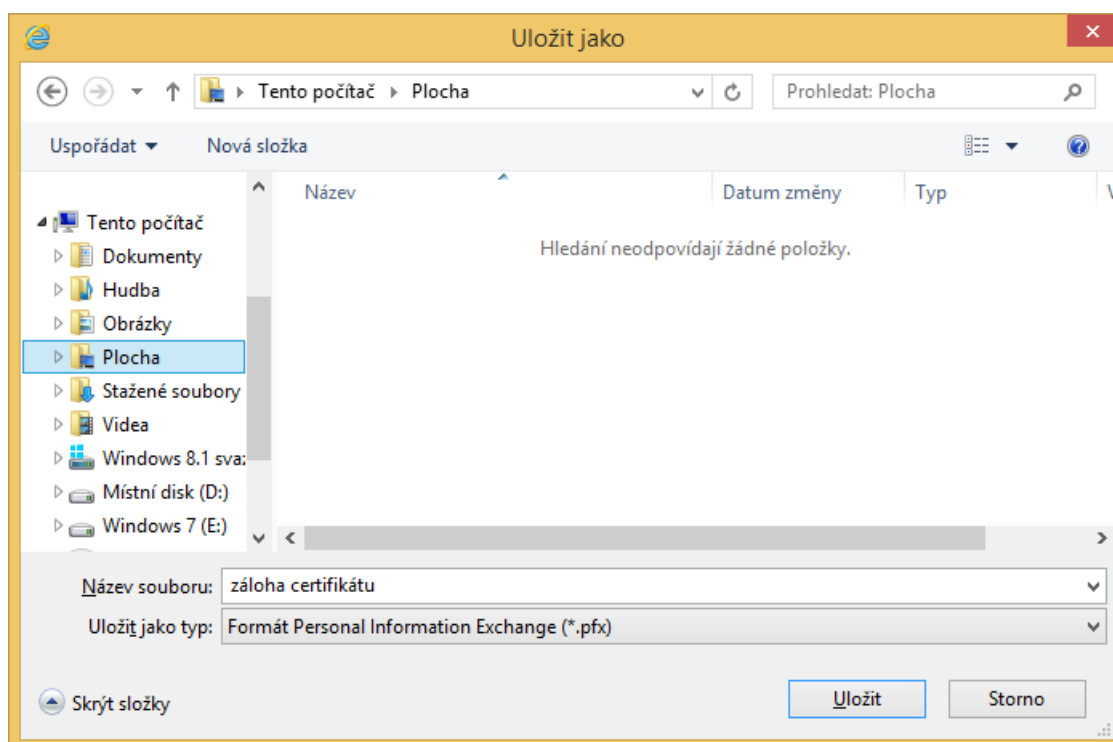 Uložit jako
Tento počítač Plocha Prohledat: Plocha
Uspořádat Nová složka
Název Datum změny Typ
Hledání neodpovídají žádné položky.
Tento počítač
Dokumenty
Hudba
Obrázky
Plocha
Stažené soubory
Videa
Windows 8.1 svaz
Místní disk (D:)
Windows 7 (E:)
Název souboru: záloha certifikátu
Uložit jako typ: Formát Personal Information Exchange (*.pfx)
Skrýt složky Uložit Storno